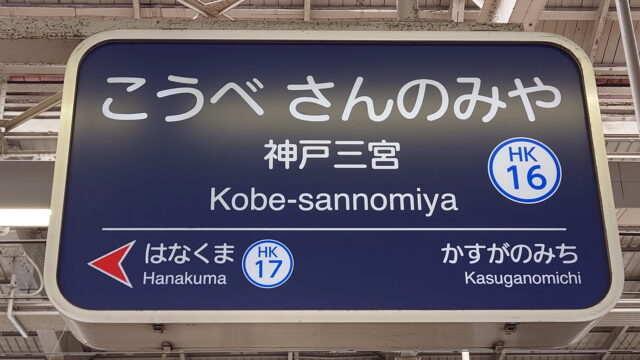 こうべ さんのみや
神戸三宮
HK
16
Kobe-sannomiya
はなくま
Hanakuma
HK
17
かすがのみち
Kasuganomichi